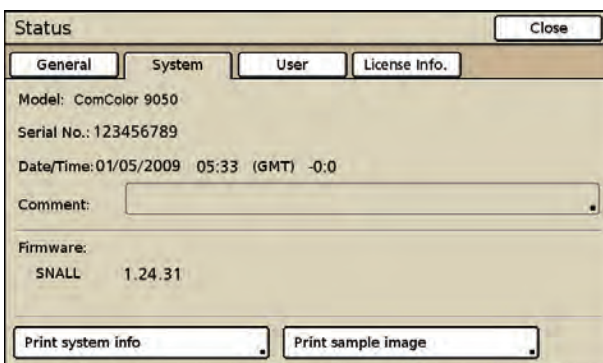 Status Close
General System User License Info.
Model: ComColor 9050
Serial No.: 123456789
Date/Time: 01/05/2009 05:33 (GMT) -0:0
Comment:
Firmware:
SNALL 1.24.31
Print system info Print sample image